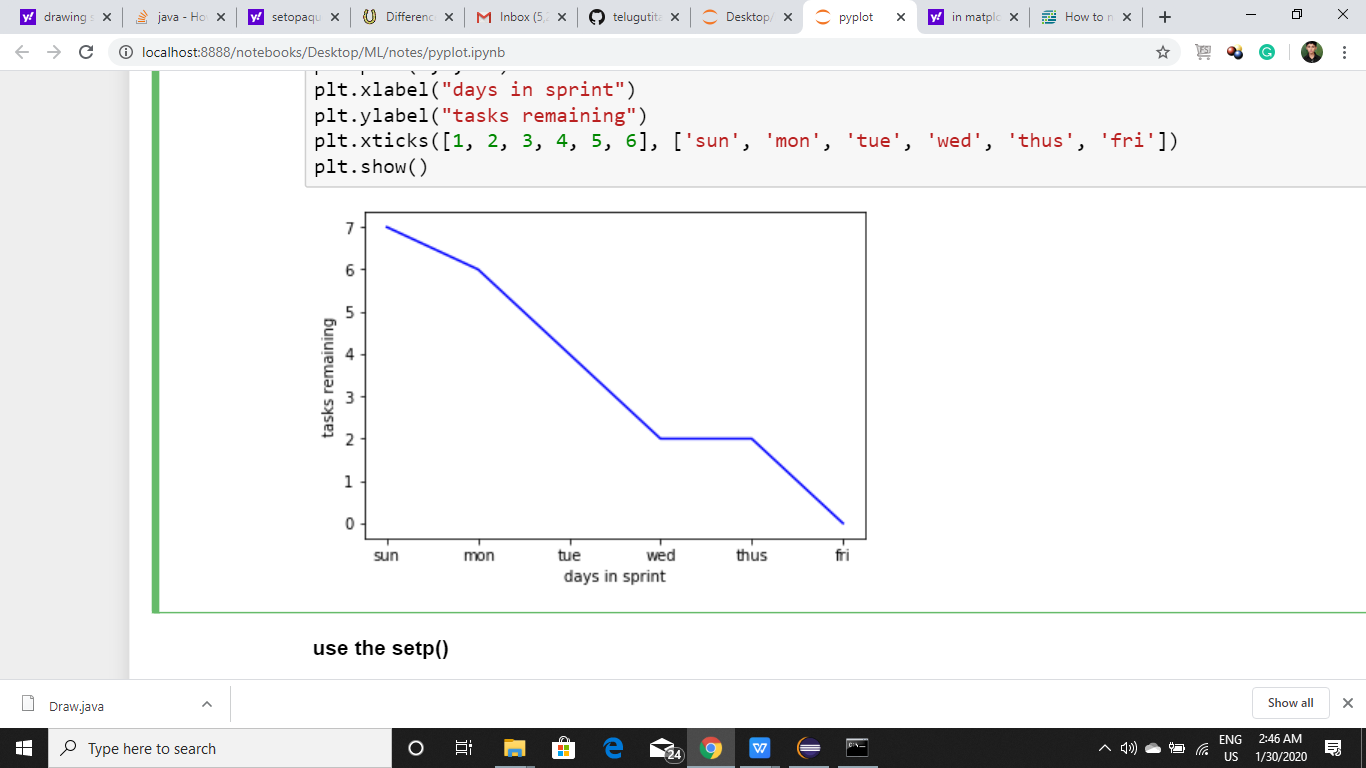 drawing s
java - Ho
setopaqu
Differenc
Inbox (5,
telugutita
Desktop/
pyplot
in matplo
How to n
localhost:8888/notebooks/Desktop/ML/notes/pyplot.ipynb
plt.xlabel("days in sprint")
plt.ylabel("tasks remaining")
plt.xticks([1, 2, 3, 4, 5, 6], ['sun', 'mon', 'tue', 'wed', 'thus', 'fri'])
plt.show()
7
6
5
4
3
2
1
0
tasks remaining
sun mon tue wed thus fri
days in sprint
use the setp()
Draw.java
Show all
Type here to search
24
ENG
US
2:46 AM
1/30/2020